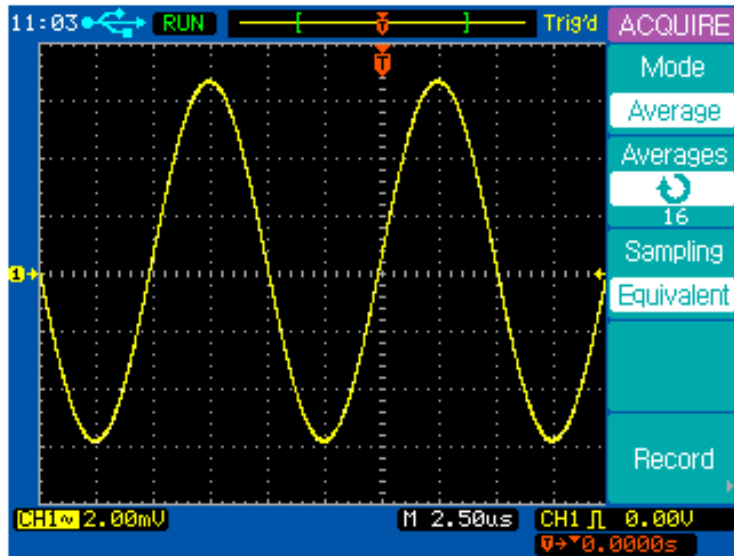 11:03 RUN T Trig'd ACQUIRE
T
Mode
Average
Averages
16
1
Sampling
Equivalent
Record
CH1~ 2.00mV M 2.50us CH1 0.00V
T→▼0.0000s